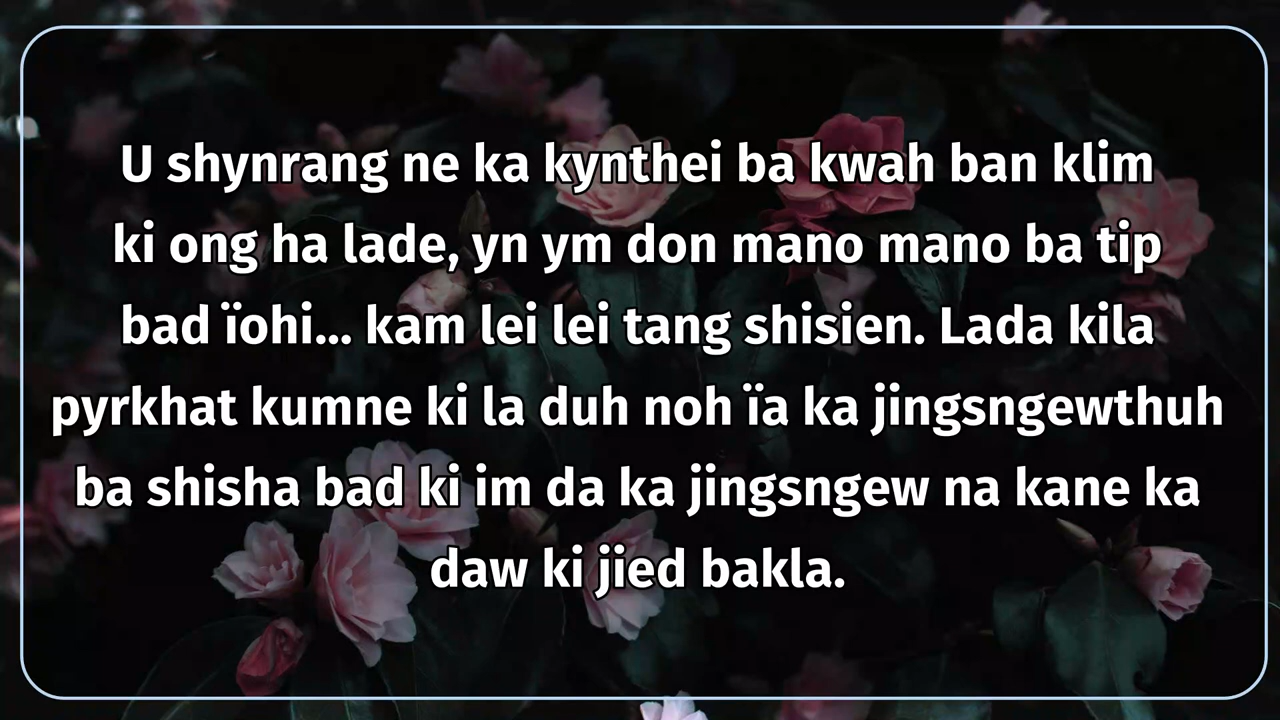 U shynrang ne ka kynthei ba kwah ban klim
ki ong ha lade, yn ym don mano mano ba tip
bad ïohi... kam lei lei tang shisien. Lada kila
pyrkhat kumne ki la duh noh ïa ka jingsngewthuh
ba shisha bad ki im da ka jingsngew na kane ka
daw ki jied bakla.